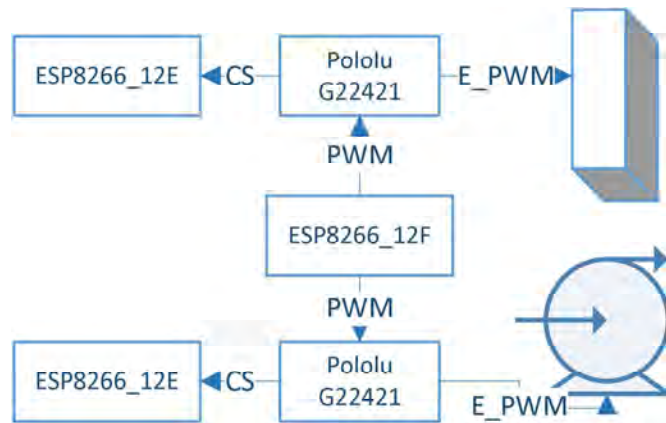 ESP8266_12E
CS
Pololu
G22421
E_PWM
PWM
ESP8266_12F
PWM
ESP8266_12E
CS
Pololu
G22421
E_PWM